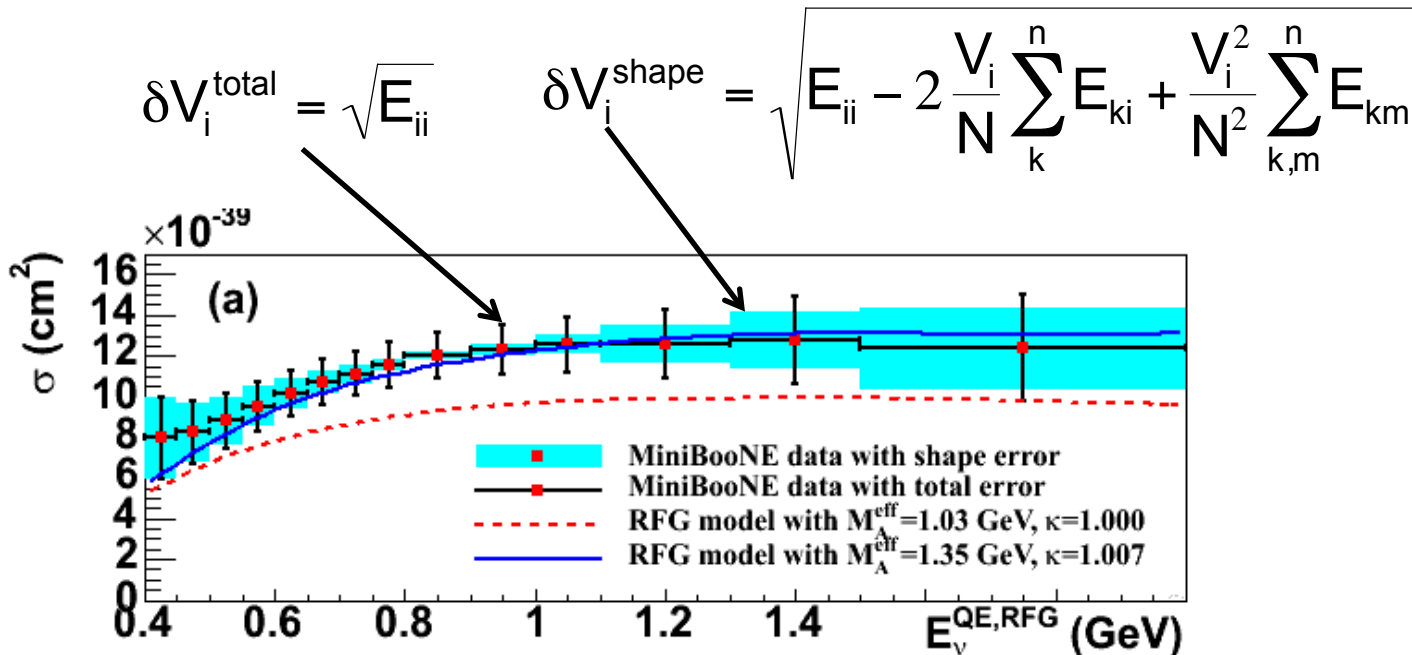 δV_i^total = √E_ii
δV_i^shape = √(E_ii − 2 (V_i/N) ∑_k^n E_ki + (V_i^2/N^2) ∑_{k,m}^n E_km)
×10^-39
σ (cm^2)
(a)
16
14
12
10
8
6
4
2
0
MiniBooNE data with shape error
MiniBooNE data with total error
RFG model with M_A^eff=1.03 GeV, κ=1.000
RFG model with M_A^eff=1.35 GeV, κ=1.007
0.4 0.6 0.8 1 1.2 1.4
E_ν^QE,RFG (GeV)